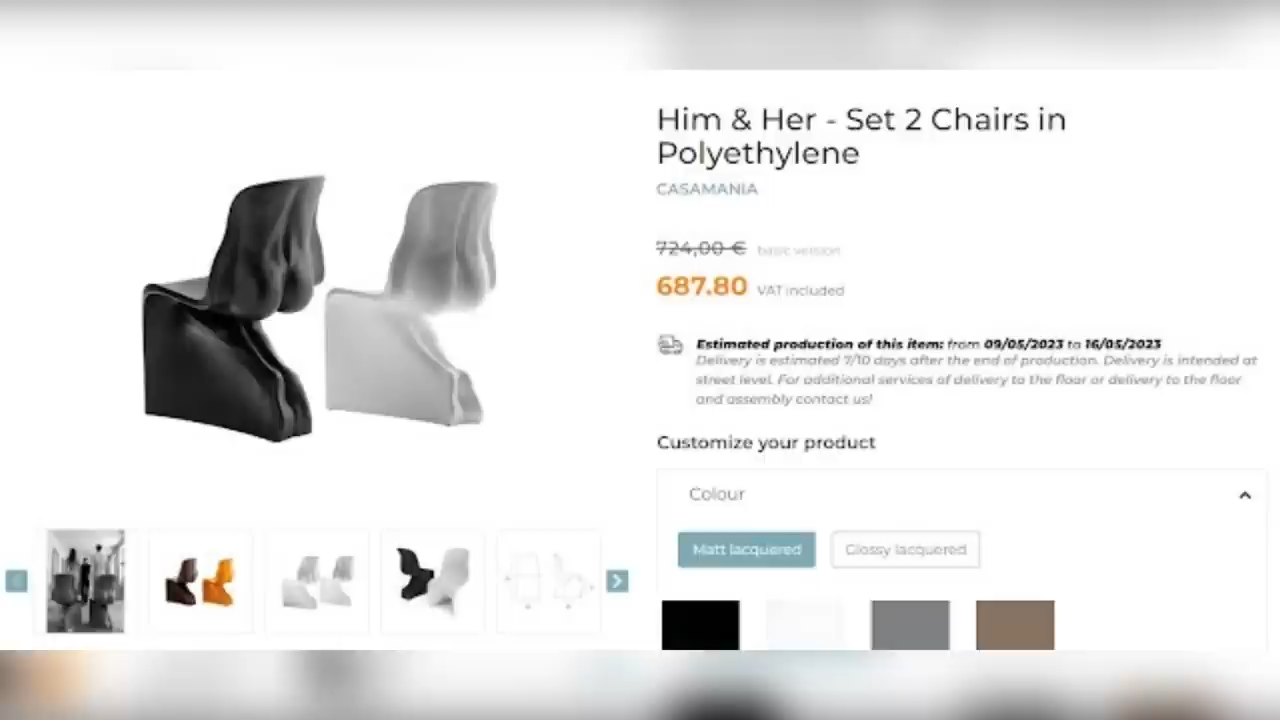 Him & Her - Set 2 Chairs in
Polyethylene
CASAMANIA
724,00 € basic version
687.80 VAT included
Estimated production of this item: from 09/05/2023 to 16/05/2023
Delivery is estimated 7/10 days after the end of production. Delivery is intended at
street level. For additional services of delivery to the floor or delivery to the floor
and assembly contact us!
Customize your product
Colour
Matt lacquered
Glossy lacquered